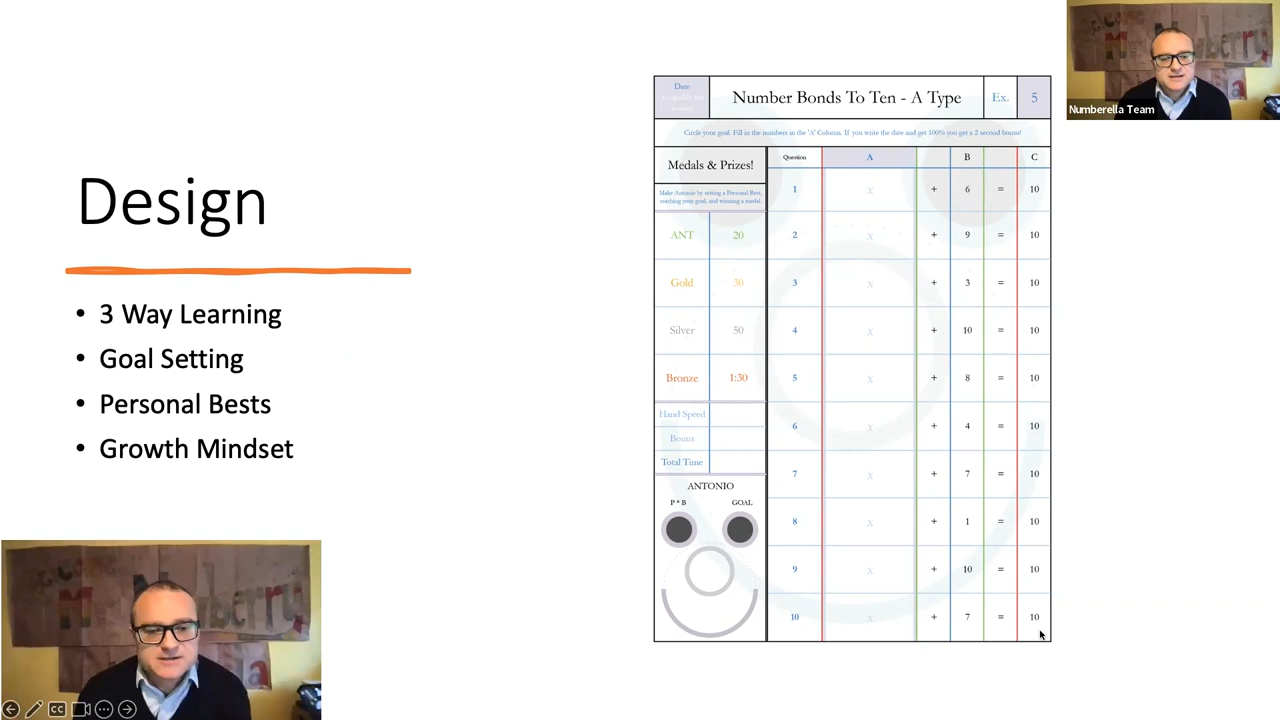 Design
• 3 Way Learning
• Goal Setting
• Personal Bests
• Growth Mindset
Numberella Team
Date
Number Bonds To Ten - A Type
Ex.
5
Circle your goal. Fill in the numbers in the 'A' Column. If you write the date and get 100% you get a 2 second bonus!
Medals & Prizes!
Make Antonio by setting a Personal Best,
reaching your goal, and winning a medal.
ANT 20
Gold 30
Silver 50
Bronze 1:30
Hand Speed
Bonus
Total Time
ANTONIO
P * B GOAL
Question A B C
1 x + 6 = 10
2 x + 9 = 10
3 x + 3 = 10
4 x + 10 = 10
5 x + 8 = 10
6 x + 4 = 10
7 x + 7 = 10
8 x + 1 = 10
9 x + 10 = 10
10 x + 7 = 10
CC